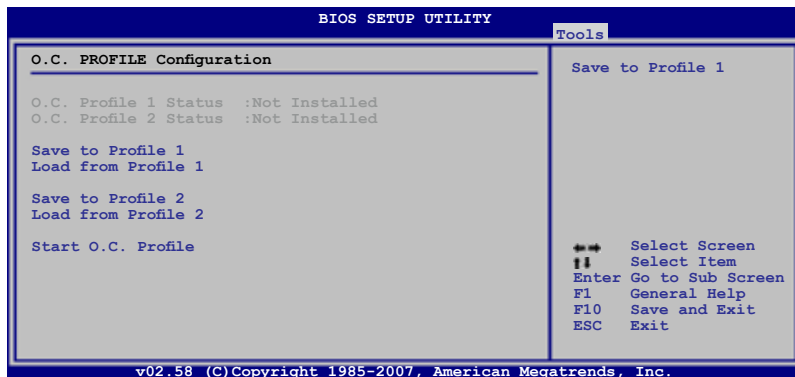 BIOS SETUP UTILITY
Tools
O.C. PROFILE Configuration
O.C. Profile 1 Status :Not Installed
O.C. Profile 2 Status :Not Installed
Save to Profile 1
Load from Profile 1
Save to Profile 2
Load from Profile 2
Start O.C. Profile
Save to Profile 1
Select Screen
Select Item
Enter Go to Sub Screen
F1 General Help
F10 Save and Exit
ESC Exit
v02.58 (C)Copyright 1985-2007, American Megatrends, Inc.